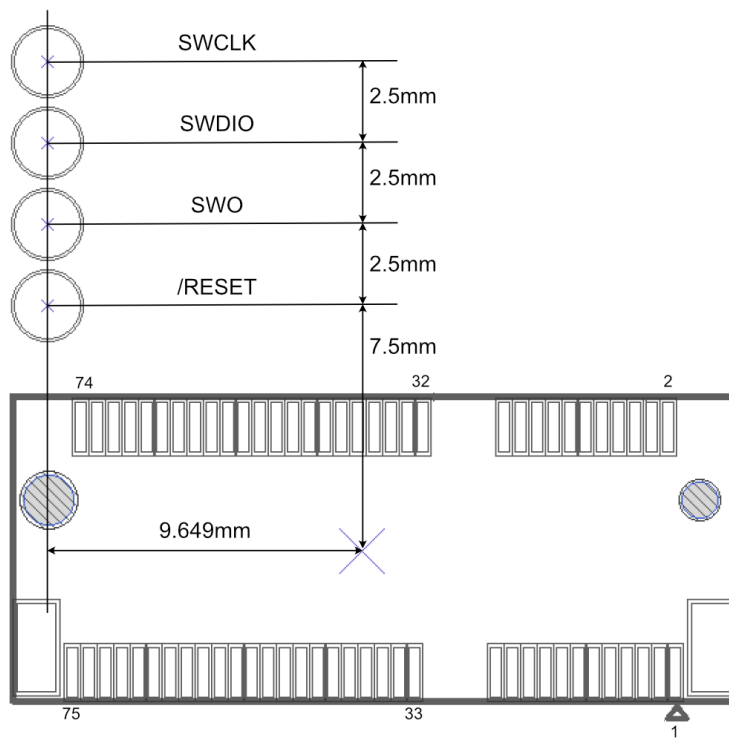 SWCLK
2.5mm
SWDIO
2.5mm
SWO
2.5mm
/RESET
7.5mm
74
32
2
9.649mm
75
33
1